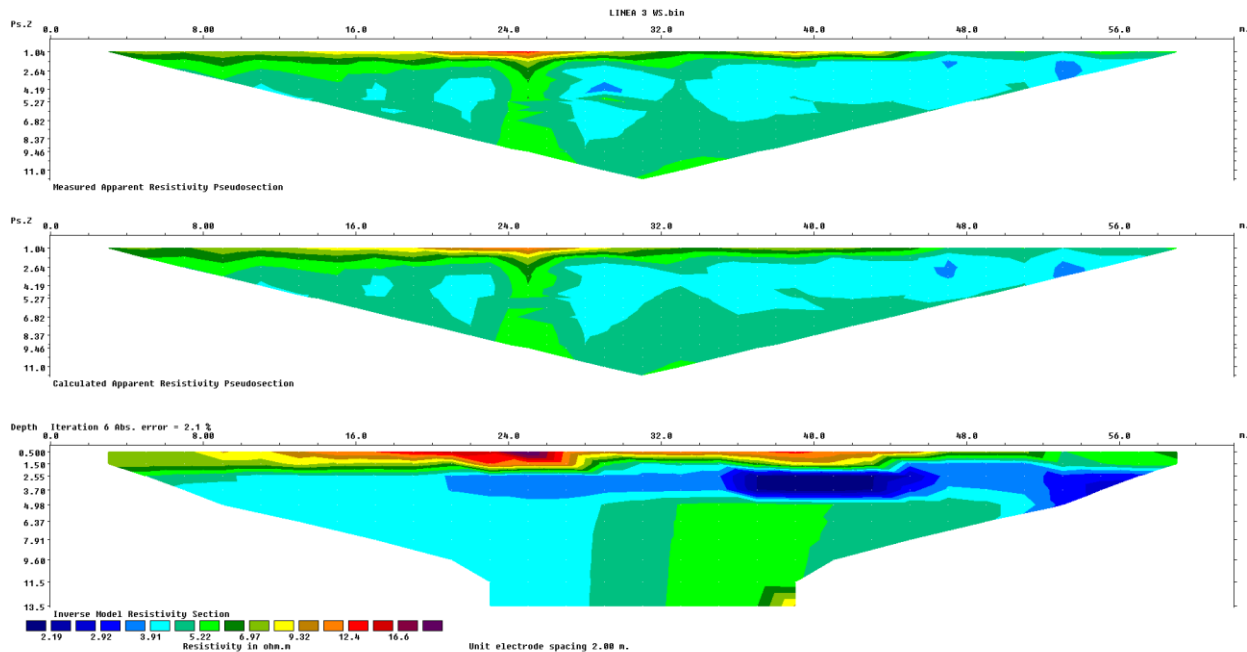 LINEA 3 WS.bin
Ps.Z 0.0 8.00 16.0 24.0 32.0 40.0 48.0 56.0 m.
1.04
2.64
4.19
5.27
6.82
8.37
9.46
11.0
Measured Apparent Resistivity Pseudosection
Ps.Z 0.0 8.00 16.0 24.0 32.0 40.0 48.0 56.0 m.
1.04
2.64
4.19
5.27
6.82
8.37
9.46
11.0
Calculated Apparent Resistivity Pseudosection
Depth Iteration 6 Abs. error = 2.1 %
0.0 8.00 16.0 24.0 32.0 40.0 48.0 56.0 m.
0.500
1.50
2.55
3.70
4.98
6.37
7.91
9.60
11.5
13.5
Inverse Model Resistivity Section
2.19 2.92 3.91 5.22 6.97 9.32 12.4 16.6
Resistivity in ohm.m Unit electrode spacing 2.00 m.